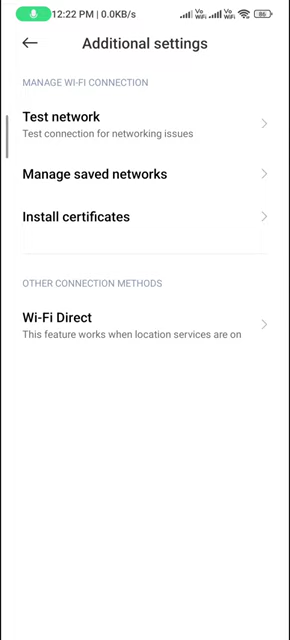 12:22 PM | 0.0KB/s Vo WiFi Vo WiFi 86
Additional settings
MANAGE WI-FI CONNECTION
Test network
Test connection for networking issues
Manage saved networks
Install certificates
OTHER CONNECTION METHODS
Wi-Fi Direct
This feature works when location services are on